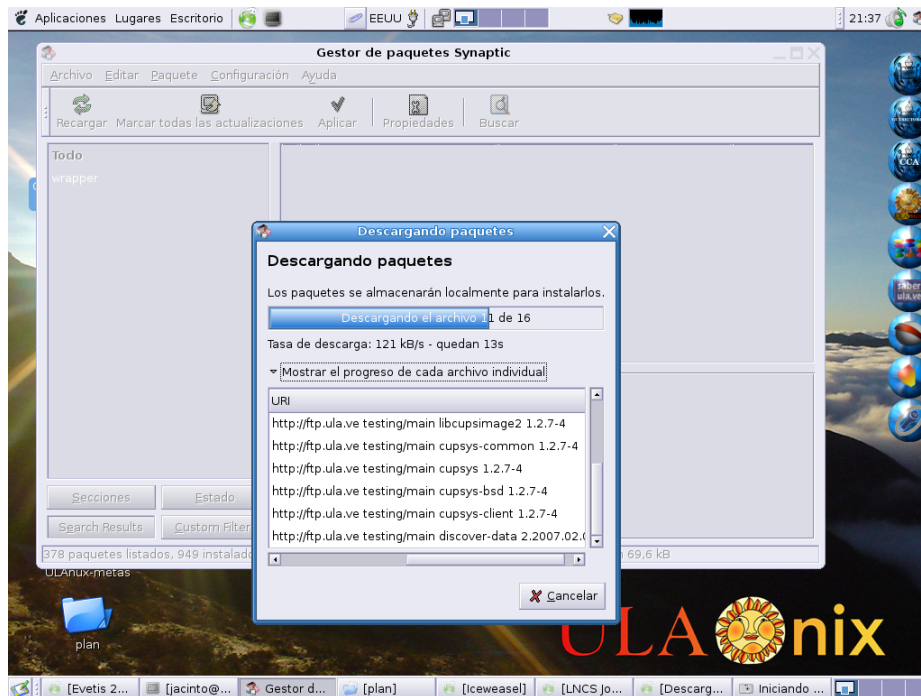 Aplicaciones Lugares Escritorio
EEUU
21:37
Gestor de paquetes Synaptic
Archivo Editar Paquete Configuración Ayuda
Recargar Marcar todas las actualizaciones Aplicar Propiedades Buscar
Todo
wrapper
CCA
saber
ula.ve
Descargando paquetes
Descargando paquetes
Los paquetes se almacenarán localmente para instalarlos.
Descargando el archivo 11 de 16
Tasa de descarga: 121 kB/s - quedan 13s
Mostrar el progreso de cada archivo individual
URI
http://ftp.ula.ve testing/main libcupsimage2 1.2.7-4
http://ftp.ula.ve testing/main cupsys-common 1.2.7-4
http://ftp.ula.ve testing/main cupsys 1.2.7-4
http://ftp.ula.ve testing/main cupsys-bsd 1.2.7-4
http://ftp.ula.ve testing/main cupsys-client 1.2.7-4
http://ftp.ula.ve testing/main discover-data 2.2007.02.0
Cancelar
Secciones Estado
Search Results Custom Filter
378 paquetes listados, 949 instalado
69,6 kB
ULAnux-metas
plan
ULA nix
[Evetis 2... [jacinto@... Gestor d... [plan] [Iceweasel] [LNCS Jo... [Descarg... Iniciando ...